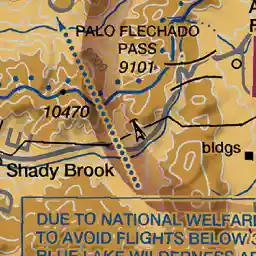 PALO FLECHADO
PASS
9101
10470
bldgs
Shady Brook
DUE TO NATIONAL WELFARE
TO AVOID FLIGHTS BELOW
BLUE LAKE WILDERNESS